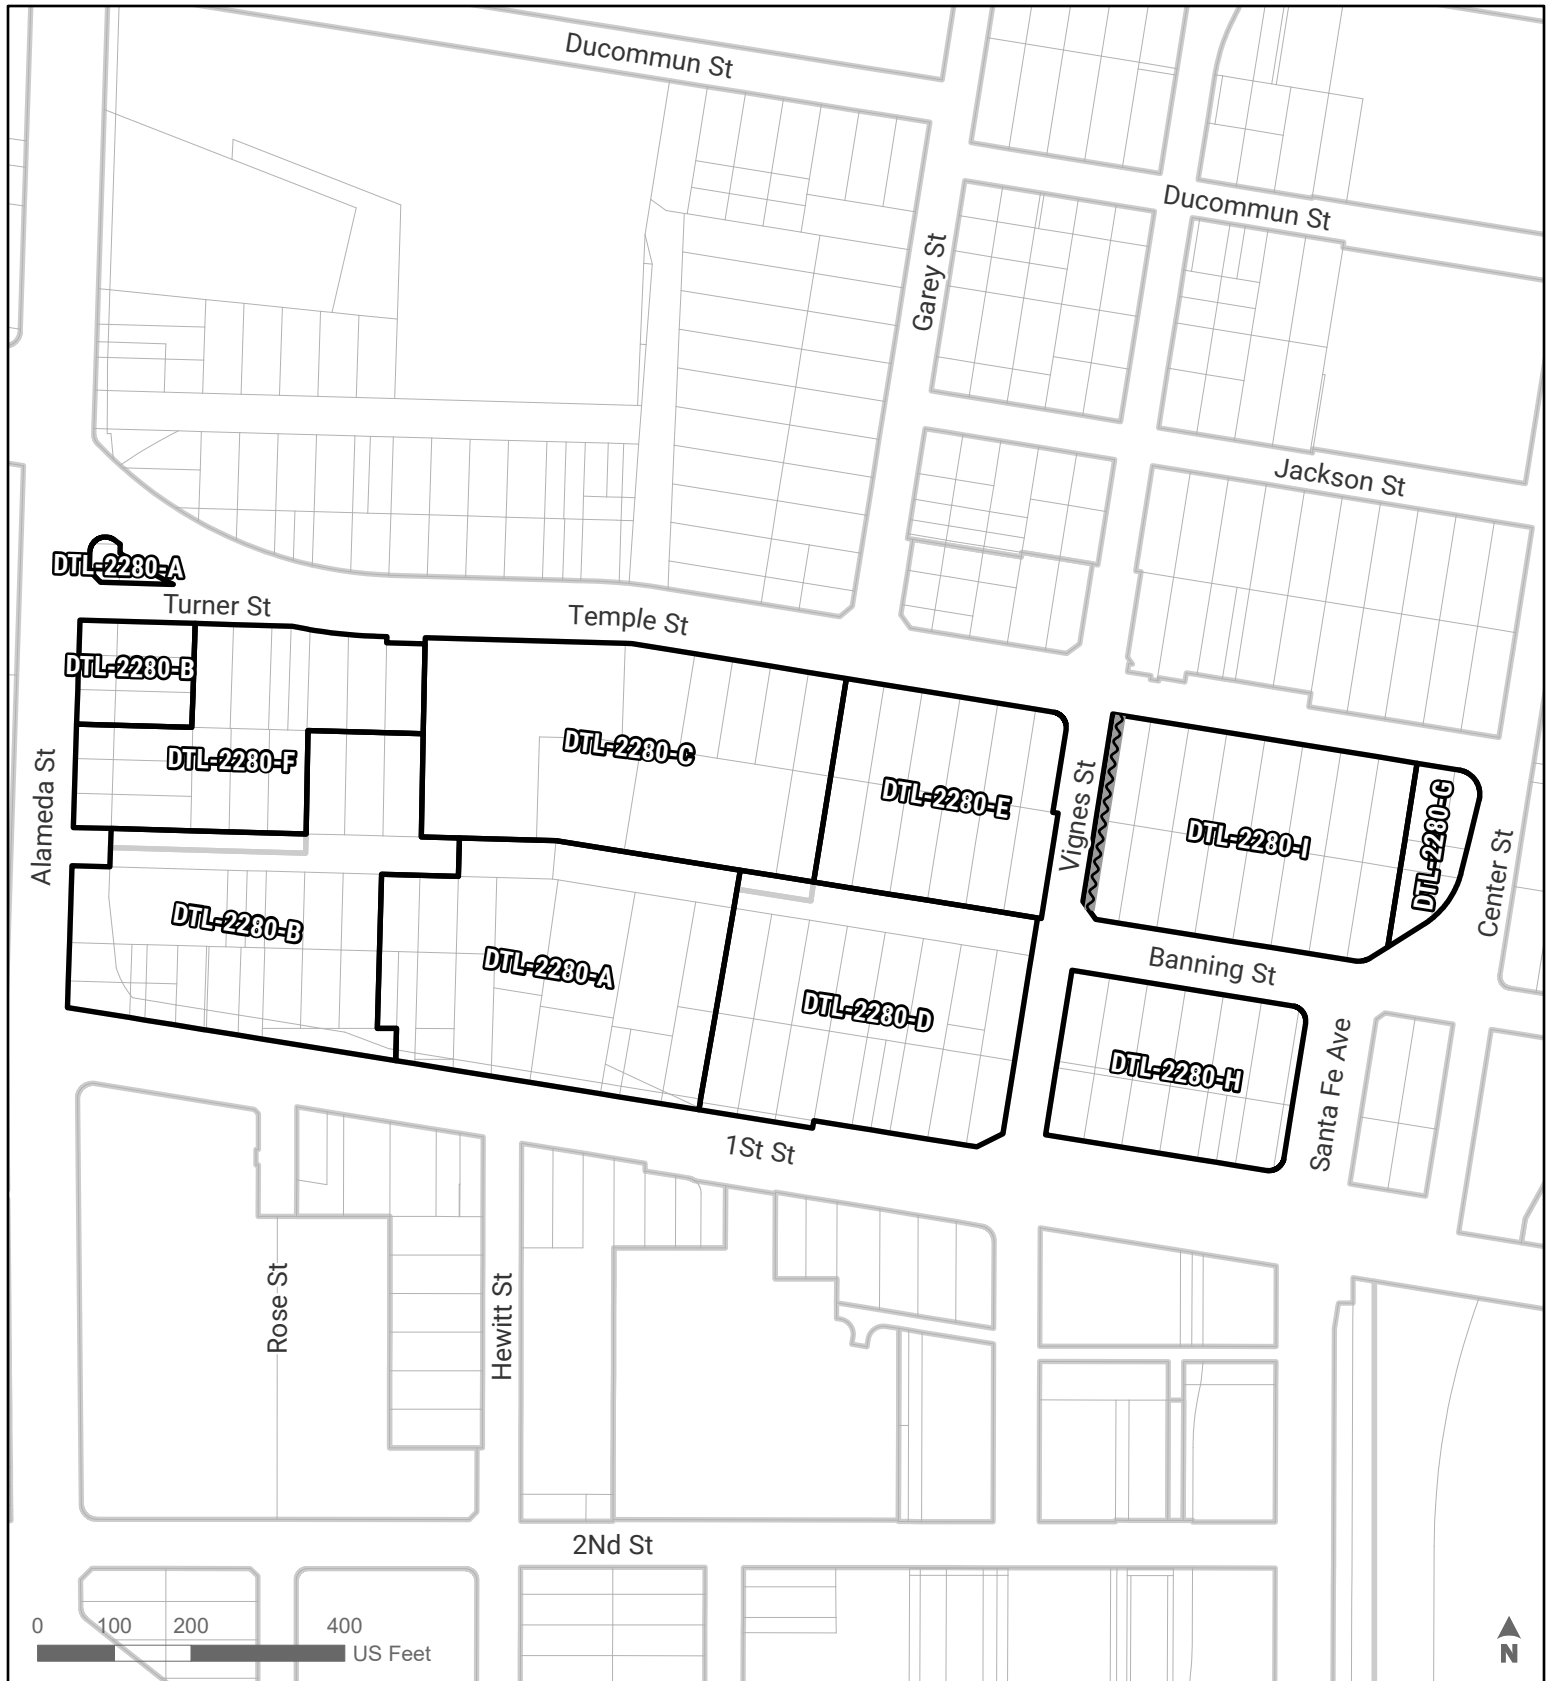 Ducommun St
Ducommun St
Garey St
Jackson St
DTL-2280-A
Turner St
Temple St
DTL-2280-B
DTL-2280-F
DTL-2280-C
DTL-2280-E
Vignes St
DTL-2280-I
DTL-2280-G
Center St
Alameda St
DTL-2280-B
DTL-2280-A
DTL-2280-D
Banning St
DTL-2280-H
Santa Fe Ave
1St St
Rose St
Hewitt St
2Nd St
0 100 200 400
US Feet
N